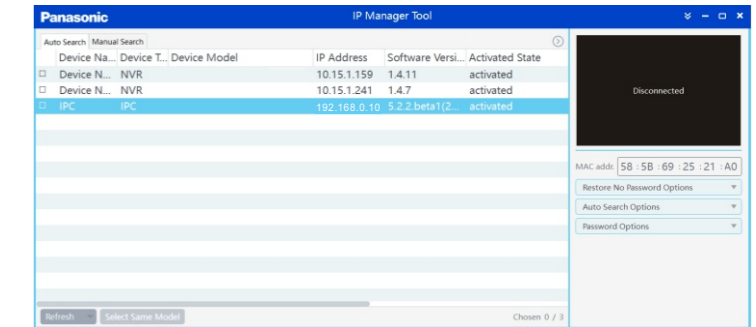 Panasonic IP Manager Tool
Auto Search Manual Search
Device Na... Device T... Device Model IP Address Software Versi... Activated State
Device N... NVR 10.15.1.159 1.4.11 activated
Device N... NVR 10.15.1.241 1.4.7 activated
IPC IPC 192.168.0.10 5.2.2.beta1(2... activated
Disconnected
MAC addr. 58 : 5B : 69 : 25 : 21 : A0
Restore No Password Options
Auto Search Options
Password Options
Refresh Select Same Model Chosen 0 / 3